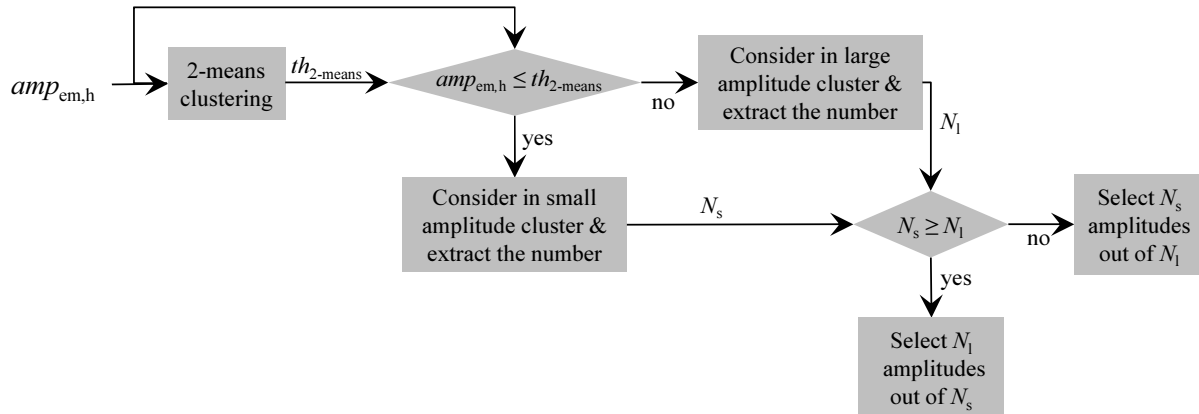 amp_em,h
2-means
clustering
th_2-means
amp_em,h ≤ th_2-means
no
Consider in large
amplitude cluster &
extract the number
N_l
yes
Consider in small
amplitude cluster &
extract the number
N_s
N_s ≥ N_l
no
Select N_s
amplitudes
out of N_l
yes
Select N_l
amplitudes
out of N_s